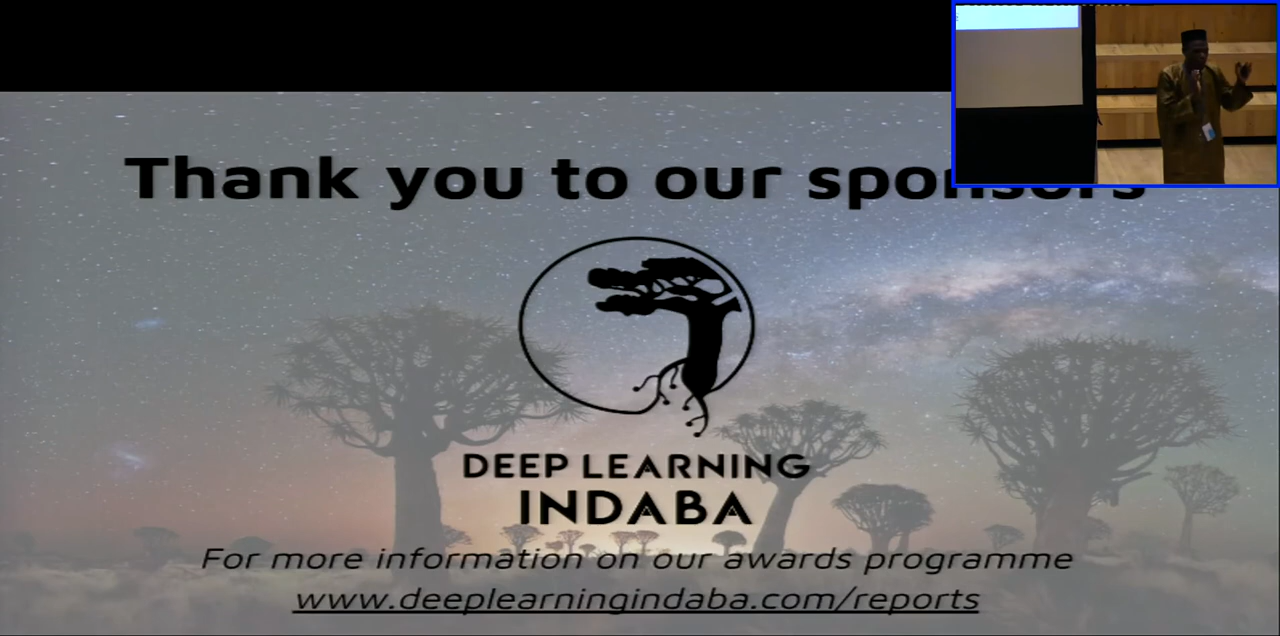 Thank you to our sponsors
DEEP LEARNING
INDABA
For more information on our awards programme
www.deeplearningindaba.com/reports